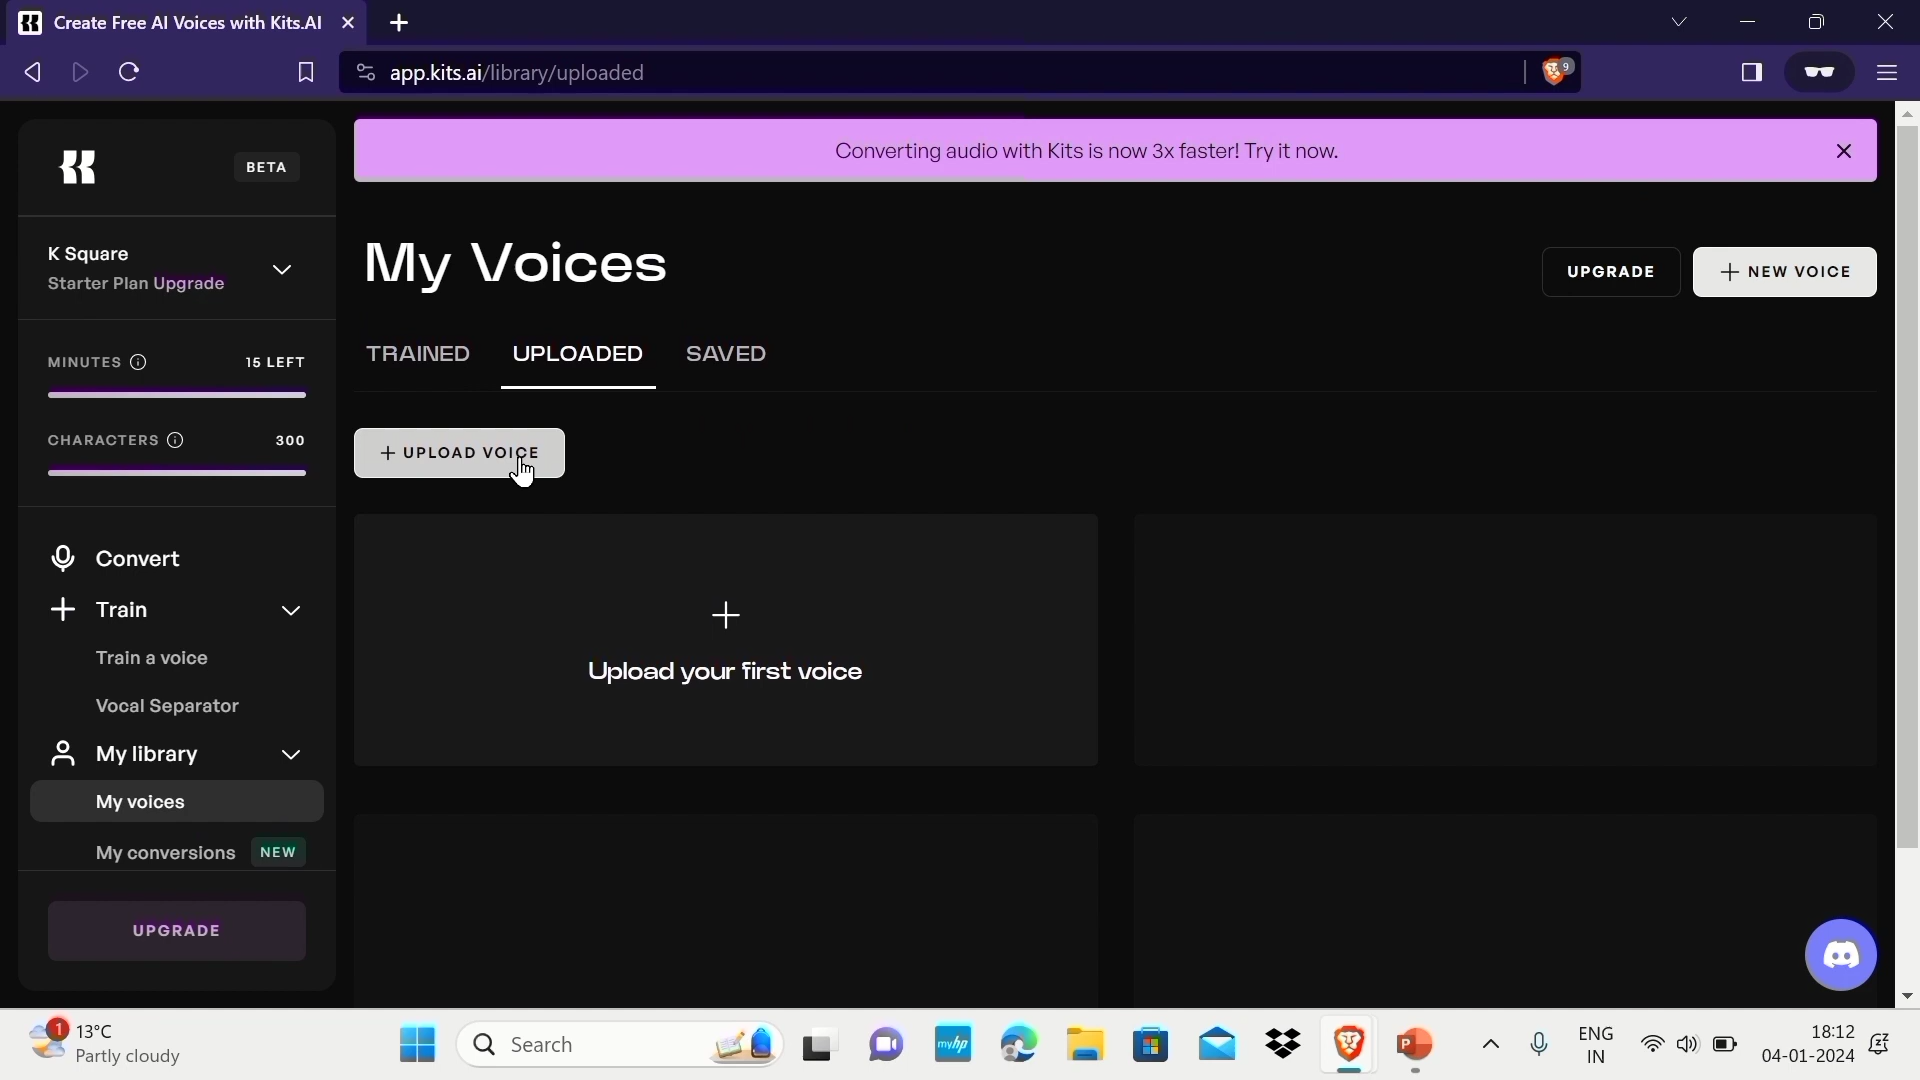 Create Free AI Voices with Kits.AI
app.kits.ai/library/uploaded
9
BETA
Converting audio with Kits is now 3x faster! Try it now.
K Square
Starter Plan Upgrade
My Voices
UPGRADE
NEW VOICE
MINUTES
15 LEFT
TRAINED
UPLOADED
SAVED
CHARACTERS
300
UPLOAD VOICE
Convert
Train
Train a voice
Vocal Separator
Upload your first voice
My library
My voices
My conversions
NEW
UPGRADE
1
13°C
Partly cloudy
Search
myhp
P
ENG
IN
18:12
04-01-2024